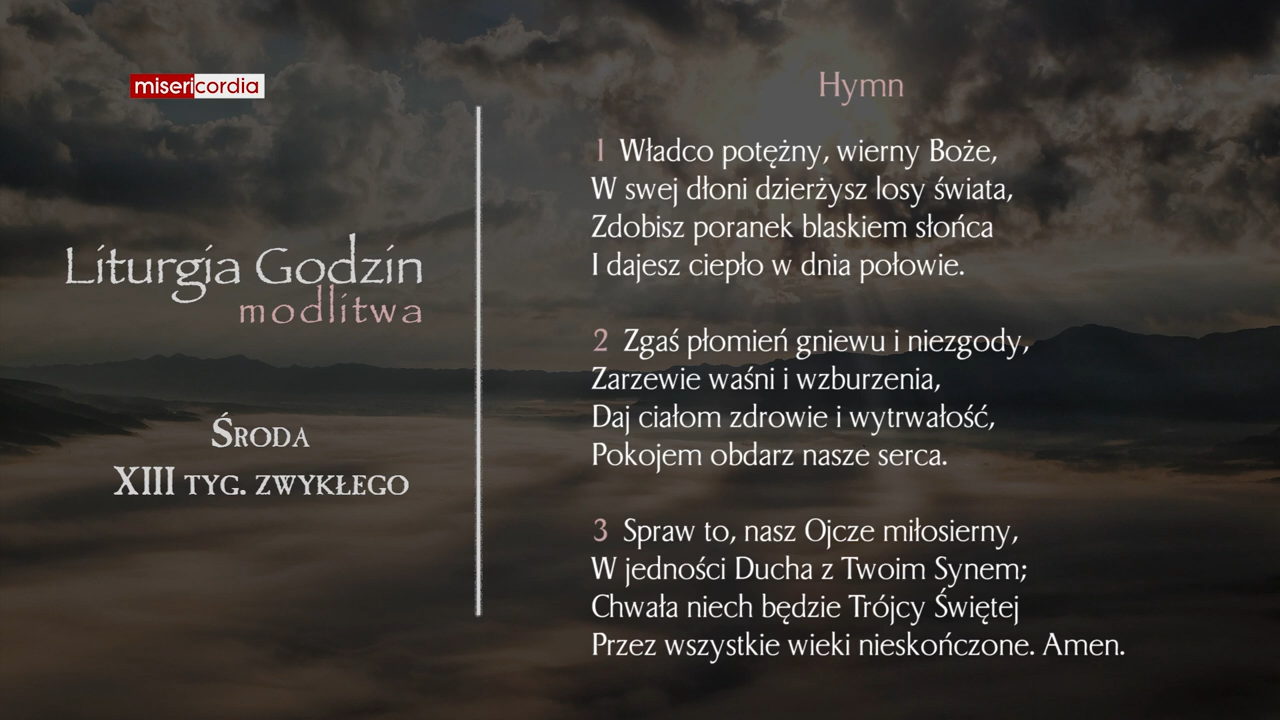 misericordia
Liturgia Godzin
modlitwa
Środa
XIII tyg. zwykłego
Hymn
1 Władco potężny, wierny Boże,
W swej dłoni dzierżysz losy świata,
Zdobisz poranek blaskiem słońca
I dajesz ciepło w dnia połowie.
2 Zgaś płomień gniewu i niezgody,
Zarzewie waśni i wzburzenia,
Daj ciałom zdrowie i wytrwałość,
Pokojem obdarz nasze serca.
3 Spraw to, nasz Ojcze miłosierny,
W jedności Ducha z Twoim Synem;
Chwała niech będzie Trójcy Świętej
Przez wszystkie wieki nieskończone. Amen.